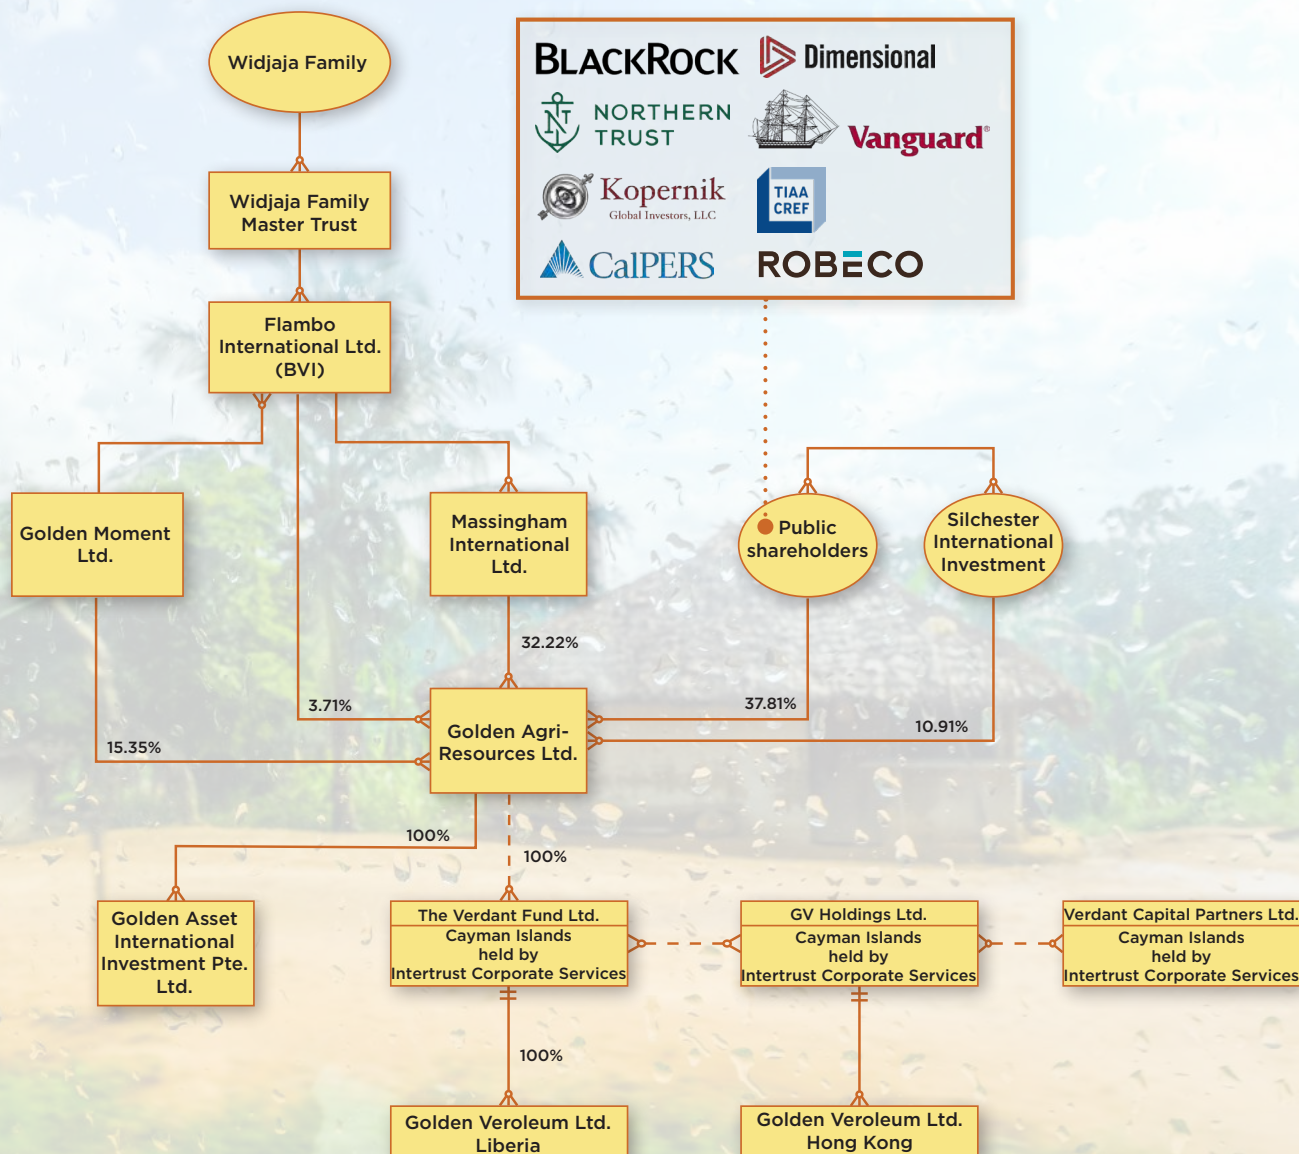 Widjaja Family
BLACKROCK
Dimensional
NORTHERN
TRUST
Vanguard®
Kopernik
Global Investors, LLC
TIAA
CREF
CalPERS
ROBECO
Widjaja Family
Master Trust
Flambo
International Ltd.
(BVI)
Golden Moment
Ltd.
Massingham
International
Ltd.
Public
shareholders
Silchester
International
Investment
32.22%
3.71%
37.81%
10.91%
15.35%
Golden Agri-
Resources Ltd.
100%
100%
Golden Asset
International
Investment Pte.
Ltd.
The Verdant Fund Ltd.
Cayman Islands
held by
Intertrust Corporate Services
GV Holdings Ltd.
Cayman Islands
held by
Intertrust Corporate Services
Verdant Capital Partners Ltd.
Cayman Islands
held by
Intertrust Corporate Services
100%
Golden Veroleum Ltd.
Liberia
Golden Veroleum Ltd.
Hong Kong